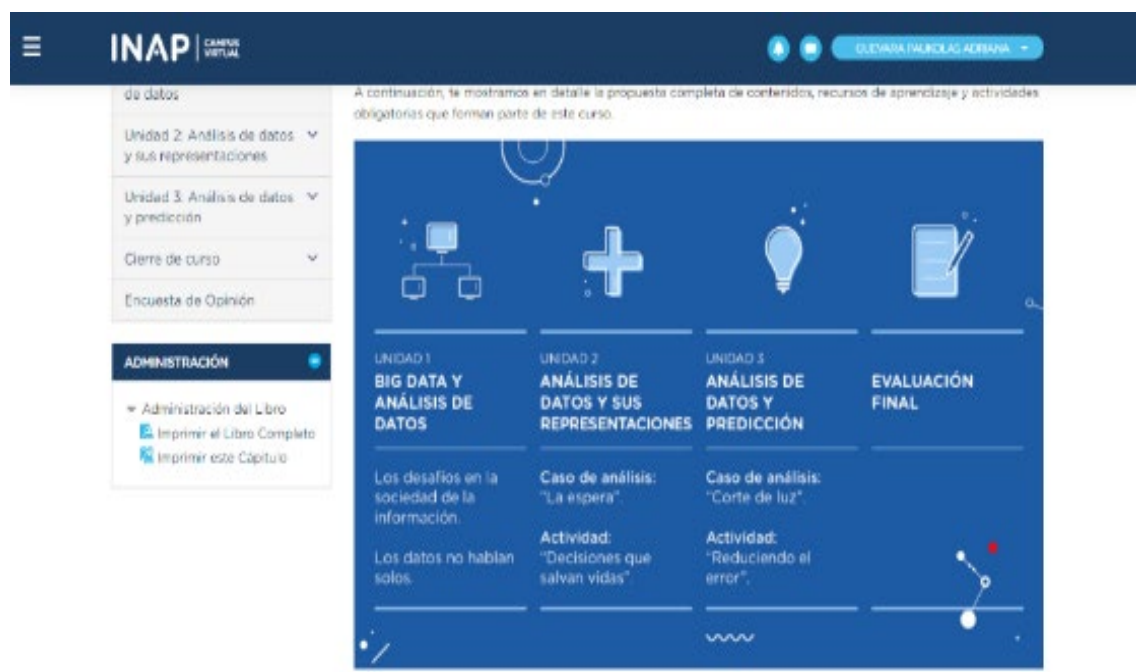 INAP CAMPUS VIRTUAL
GUEVARA PAUKOLAS ADRIANA
de datos
Unidad 2: Análisis de datos
y sus representaciones
Unidad 3: Análisis de datos
y predicción
Cierre de curso
Encuesta de Opinión
ADMINISTRACIÓN
Administración del Libro
Imprimir el Libro Completo
Imprimir este Cápitulo
A continuación, te mostramos en detalle la propuesta completa de contenidos, recursos de aprendizaje y actividades
obligatorias que forman parte de este curso.
UNIDAD 1
BIG DATA Y
ANÁLISIS DE
DATOS
Los desafíos en la
sociedad de la
información.
Los datos no hablan
solos.
UNIDAD 2
ANÁLISIS DE
DATOS Y SUS
REPRESENTACIONES
Caso de análisis:
"La espera".
Actividad:
"Decisiones que
salvan vidas".
UNIDAD 3
ANÁLISIS DE
DATOS Y
PREDICCIÓN
Caso de análisis:
"Corte de luz".
Actividad:
"Reduciendo el
error".
EVALUACIÓN
FINAL